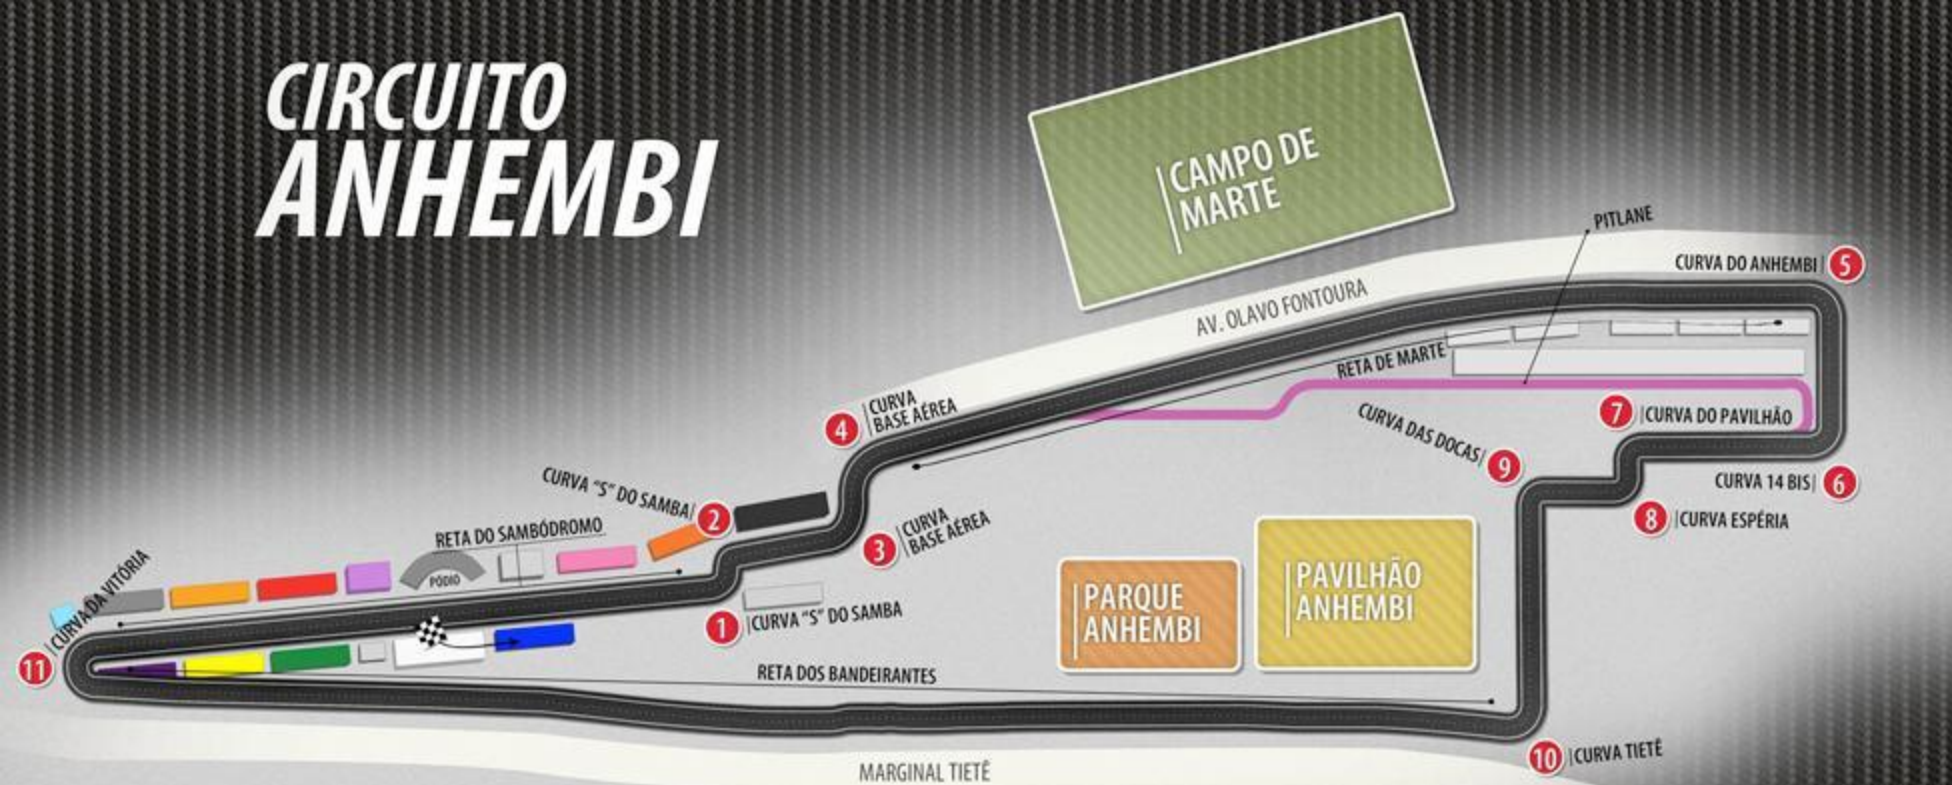 CIRCUITO
ANHEMBI
CAMPO DE
MARTE
PITLANE
CURVA DO ANHEMBI
5
AV. OLAVO FONTOURA
RETA DE MARTE
4
CURVA
BASE AÉREA
CURVA DAS DOCAS
9
7
CURVA DO PAVILHÃO
CURVA 14 BIS
6
8
CURVA ESPÉRIA
CURVA "S" DO SAMBA
2
RETA DO SAMBÓDROMO
3
CURVA
BASE AÉREA
PÓDIO
CURVA DA VITÓRIA
11
1
CURVA "S" DO SAMBA
PARQUE
ANHEMBI
PAVILHÃO
ANHEMBI
RETA DOS BANDEIRANTES
10
CURVA TIETÊ
MARGINAL TIETÊ